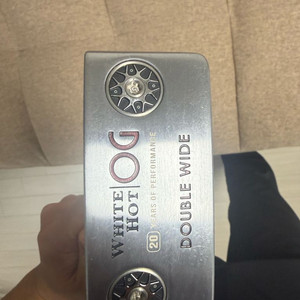 WHITE
HOT
OG
20 YEARS OF PERFORMANCE
DOUBLE WIDE